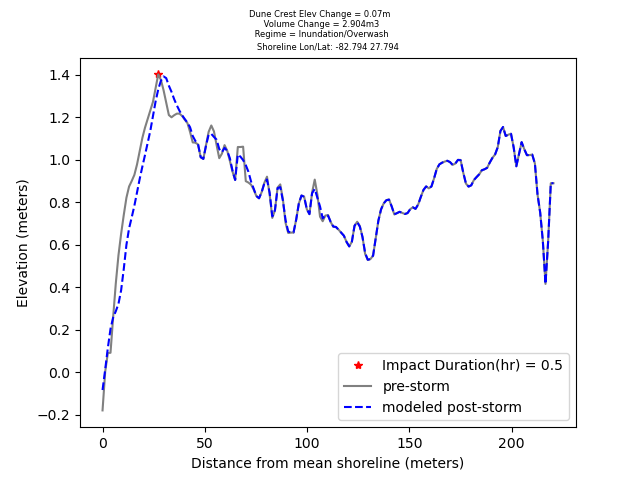 Dune Crest Elev Change = 0.07m
Volume Change = 2.904m3
Regime = Inundation/Overwash
Shoreline Lon/Lat: -82.794 27.794
1.4
1.2
1.0
0.8
0.6
0.4
0.2
0.0
−0.2
Elevation (meters)
Impact Duration(hr) = 0.5
pre-storm
modeled post-storm
0 50 100 150 200
Distance from mean shoreline (meters)